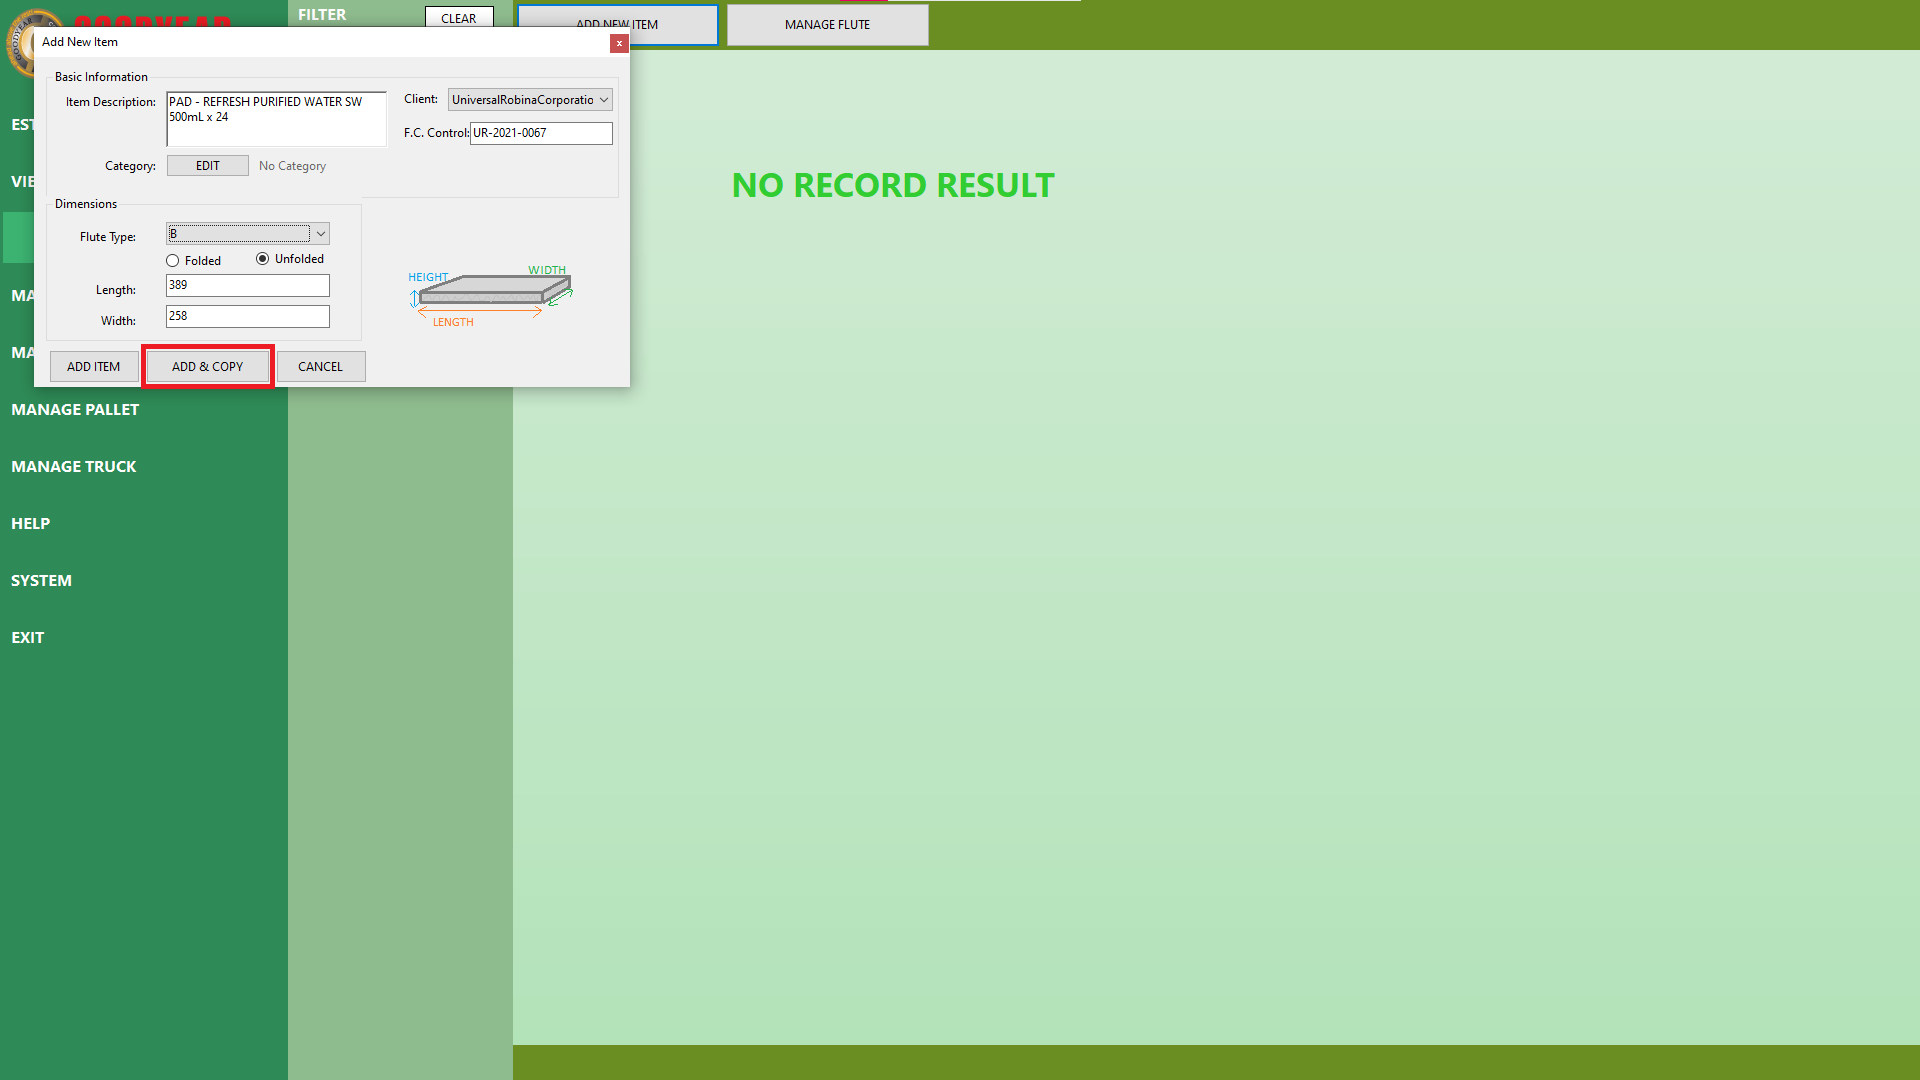 FILTER
CLEAR
ADD NEW ITEM
MANAGE FLUTE
Add New Item
x
Basic Information
Item Description:
PAD - REFRESH PURIFIED WATER SW
500mL x 24
Client:
UniversalRobinaCorporatio
F.C. Control:
UR-2021-0067
Category:
EDIT
No Category
Dimensions
Flute Type:
B
Folded
Unfolded
Length:
389
Width:
258
HEIGHT
WIDTH
LENGTH
ADD ITEM
ADD & COPY
CANCEL
EST
VIE
MA
MA
MANAGE PALLET
MANAGE TRUCK
HELP
SYSTEM
EXIT
NO RECORD RESULT